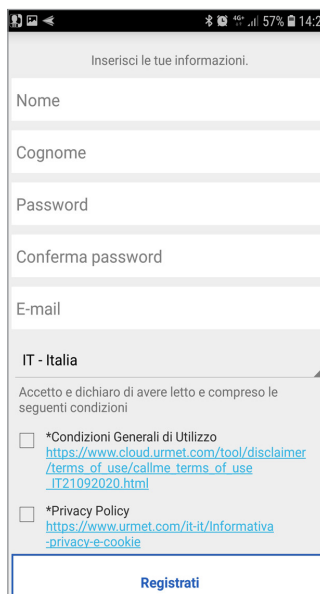 4G+ 57% 14:2
Inserisci le tue informazioni.
Nome
Cognome
Password
Conferma password
E-mail
IT - Italia
Accetto e dichiaro di avere letto e compreso le
seguenti condizioni
*Condizioni Generali di Utilizzo
https://www.cloud.urmet.com/tool/disclaimer
/terms_of_use/callme_terms_of_use
_IT21092020.html
*Privacy Policy
https://www.urmet.com/it-it/Informativa
-privacy-e-cookie
Registrati